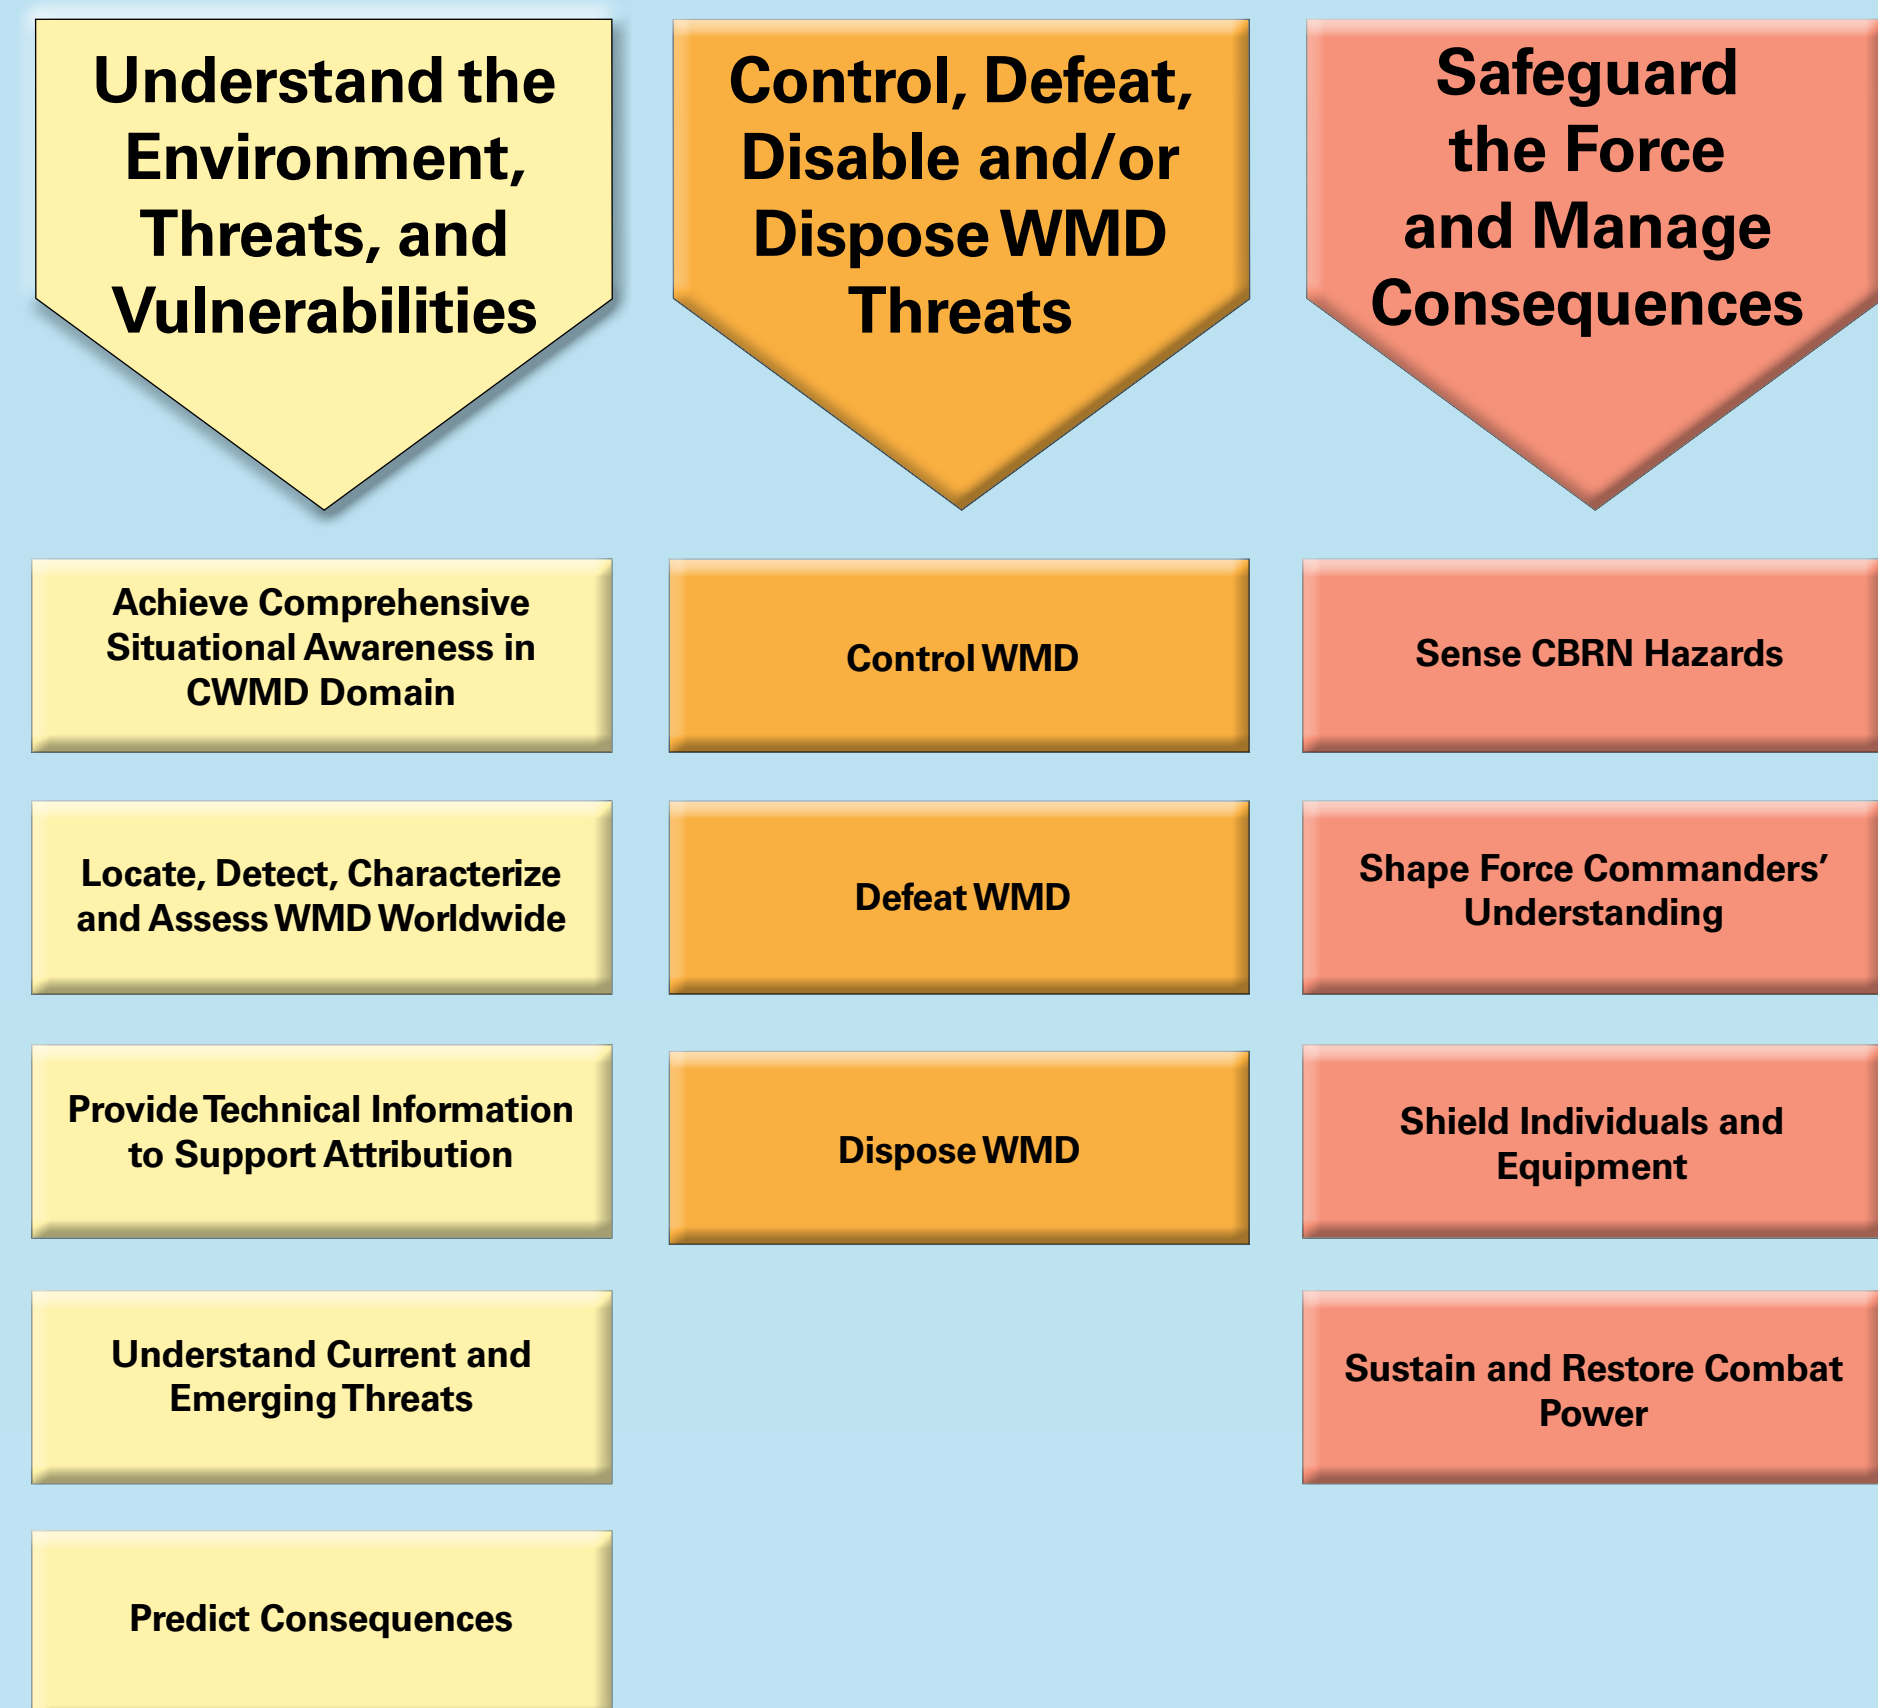 Understand the
Environment,
Threats, and
Vulnerabilities
Achieve Comprehensive
Situational Awareness in
CWMD Domain
Locate, Detect, Characterize
and Assess WMD Worldwide
Provide Technical Information
to Support Attribution
Understand Current and
Emerging Threats
Predict Consequences
Control, Defeat,
Disable and/or
Dispose WMD
Threats
Control WMD
Defeat WMD
Dispose WMD
Safeguard
the Force
and Manage
Consequences
Sense CBRN Hazards
Shape Force Commanders’
Understanding
Shield Individuals and
Equipment
Sustain and Restore Combat
Power